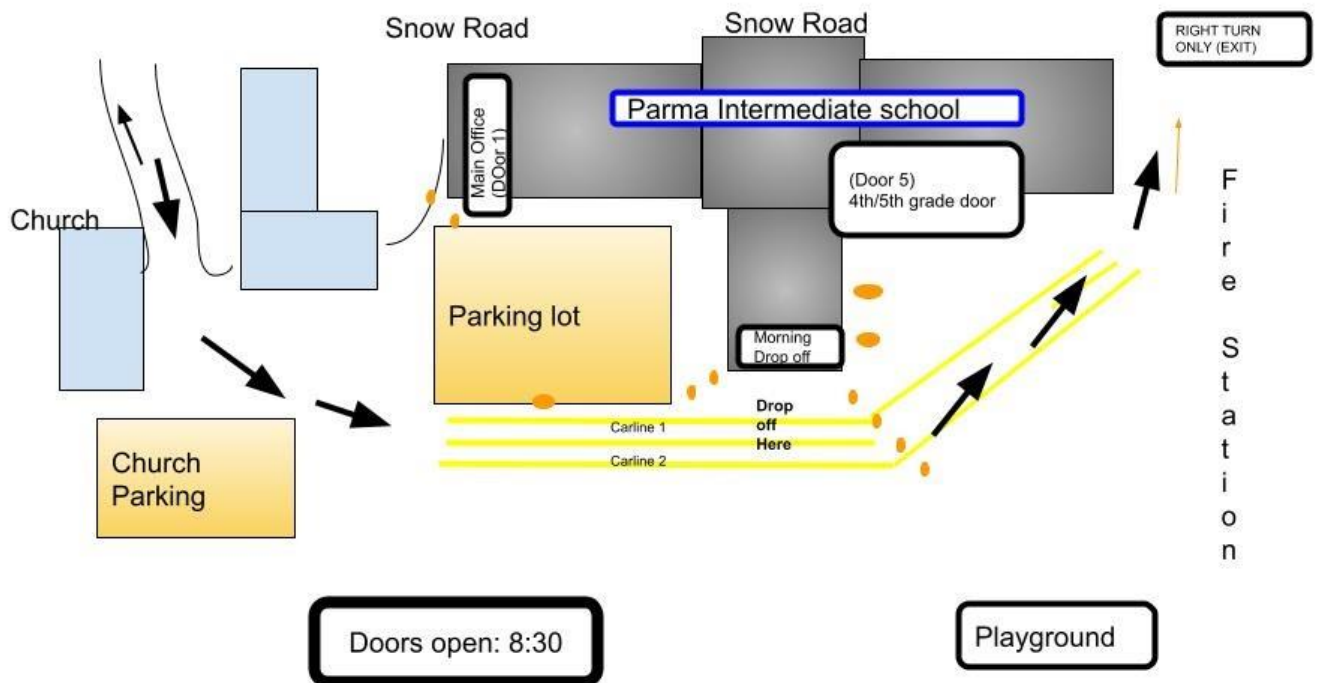 Snow Road
Snow Road
RIGHT TURN
ONLY (EXIT)
Parma Intermediate school
Main Office
(DOor 1)
(Door 5)
4th/5th grade door
Church
Parking lot
Morning
Drop off
Fire Station
Drop
off
Here
Carline 1
Carline 2
Church
Parking
Doors open: 8:30
Playground